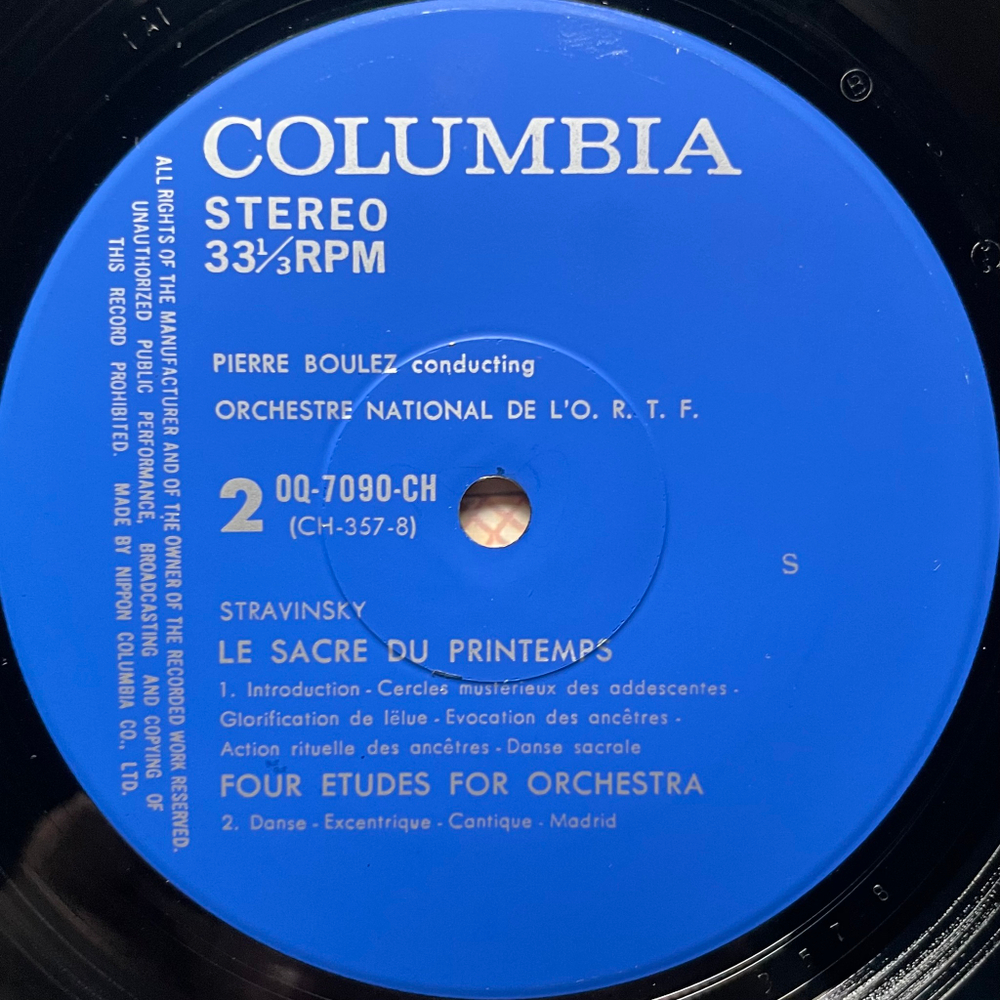 COLUMBIA
STEREO
33⅓RPM
PIERRE BOULEZ conducting
ORCHESTRE NATIONAL DE L'O. R. T. F.
2 OQ-7090-CH
(CH-357-8)
S
STRAVINSKY
LE SACRE DU PRINTEMPS
1. Introduction - Cercles mustérieux des addescentes -
Glorification de lëlue - Evocation des ancêtres -
Action rituelle des ancêtres - Danse sacrale
FOUR ETUDES FOR ORCHESTRA
2. Danse - Excentrique - Cantique - Madrid
ALL RIGHTS OF THE MANUFACTURER AND OF THE OWNER OF THE RECORDED WORK RESERVED.
UNAUTHORIZED PUBLIC PERFORMANCE, BROADCASTING AND COPYING OF
THIS RECORD PROHIBITED. MADE BY NIPPON COLUMBIA CO., LTD.
B